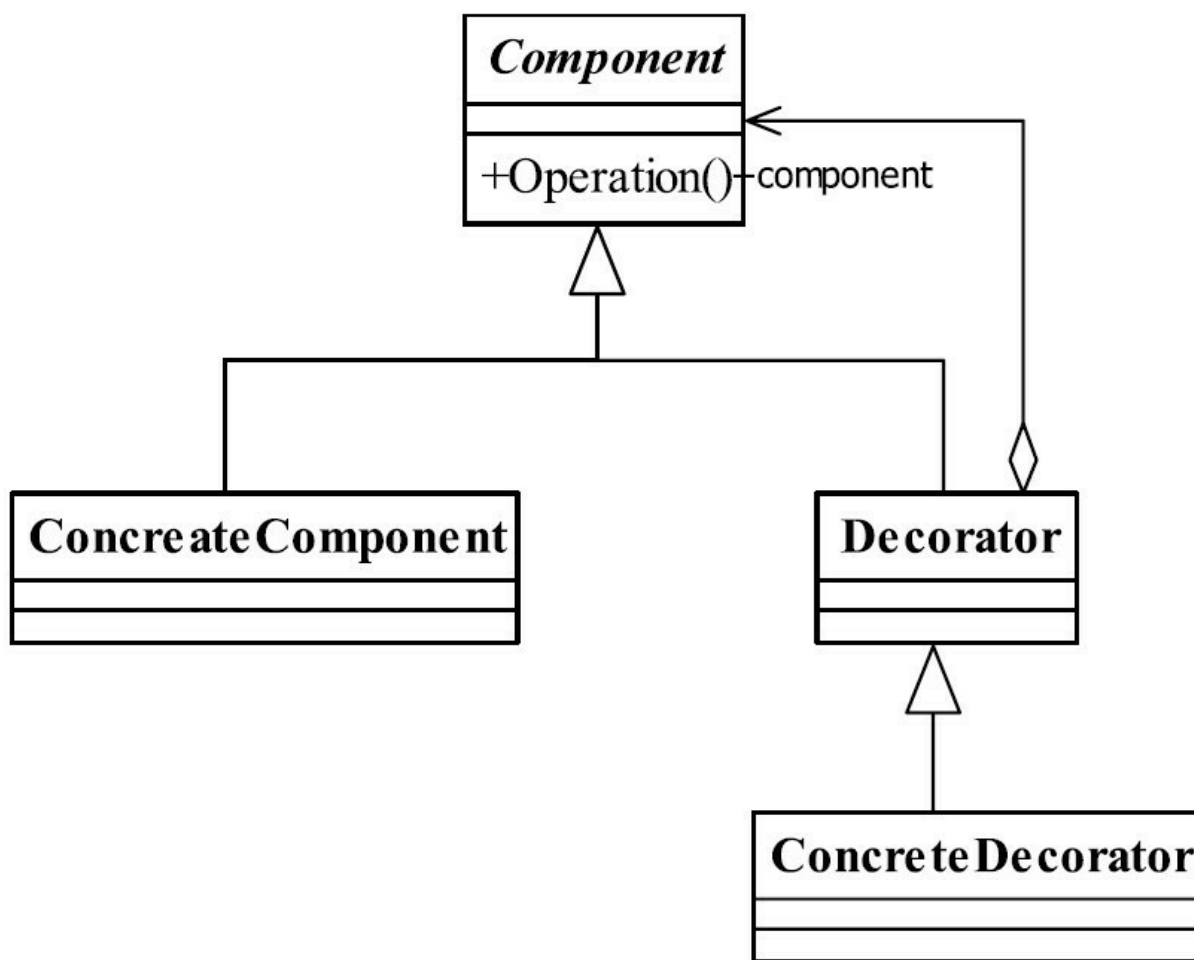 Component
+Operation()
-component
ConcreateComponent
Decorator
ConcreteDecorator